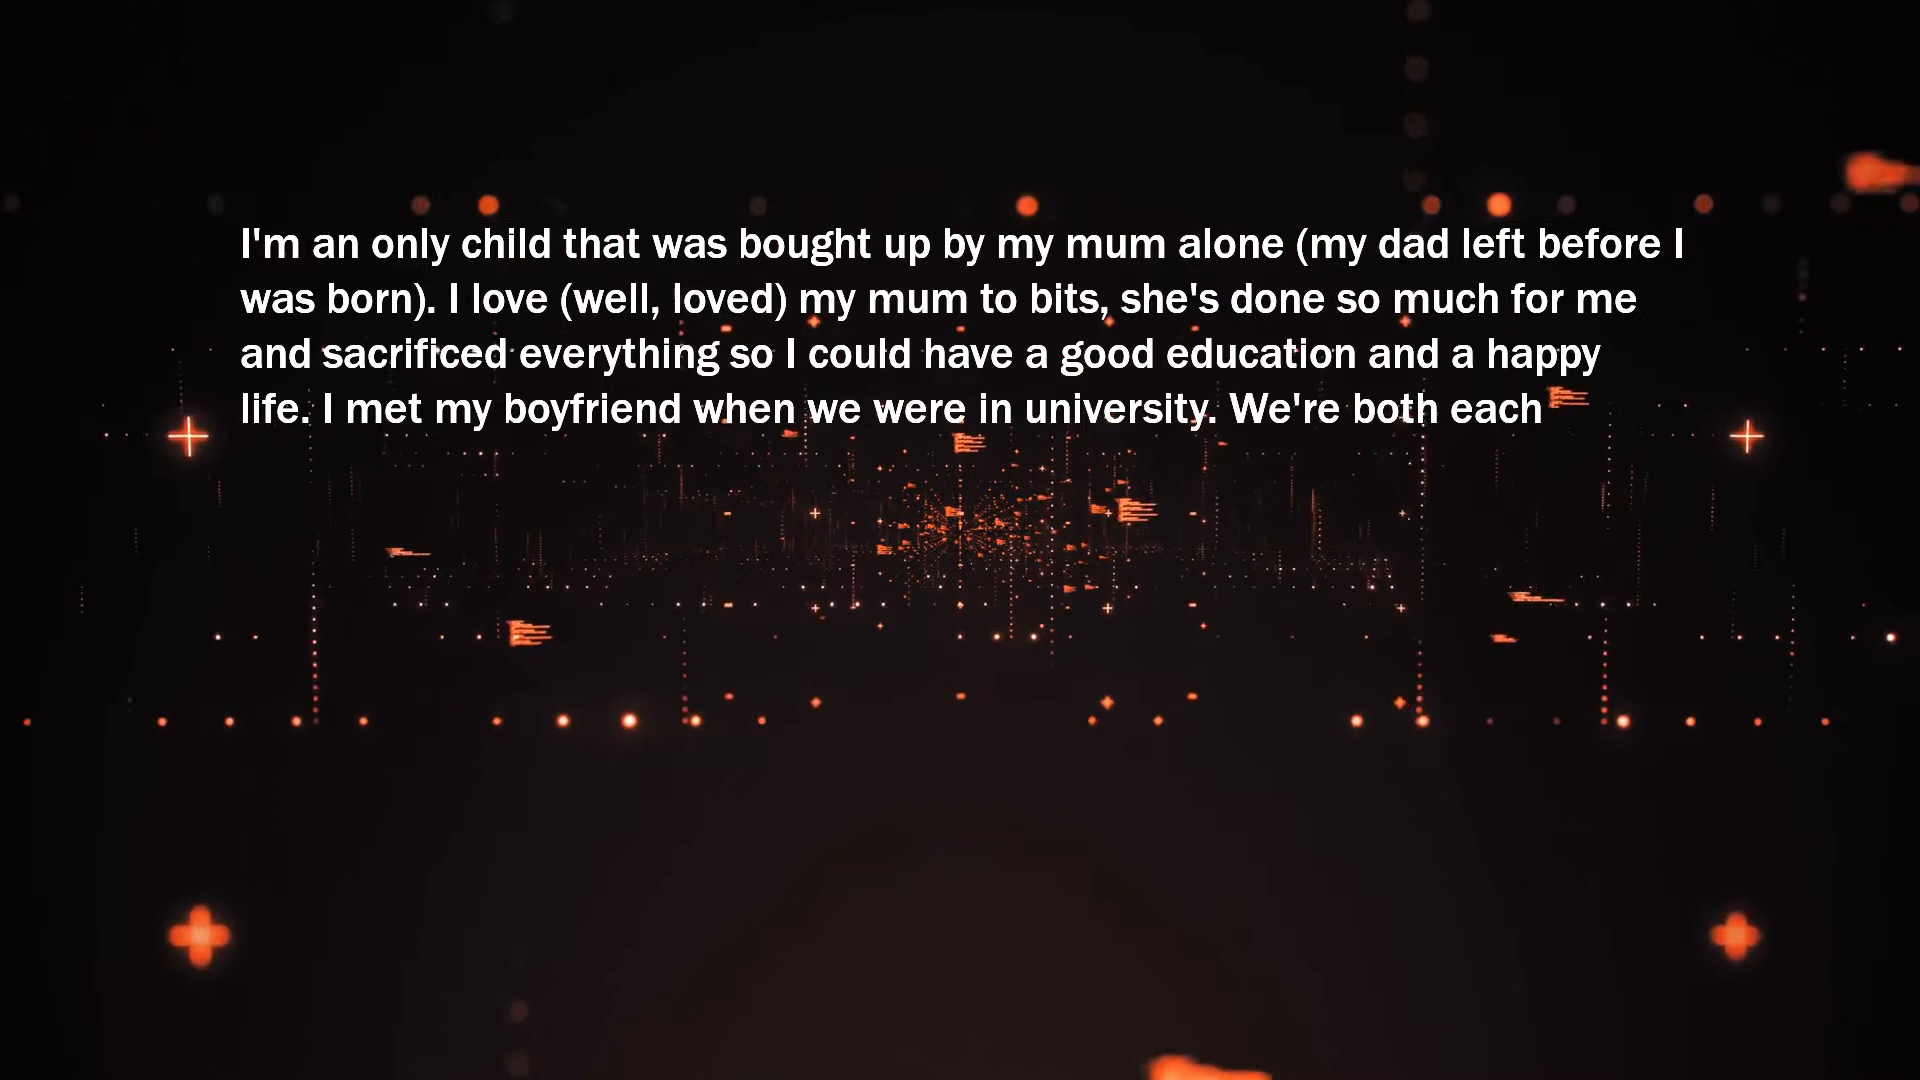 I'm an only child that was bought up by my mum alone (my dad left before I
was born). I love (well, loved) my mum to bits, she's done so much for me
and sacrificed everything so I could have a good education and a happy
life. I met my boyfriend when we were in university. We're both each